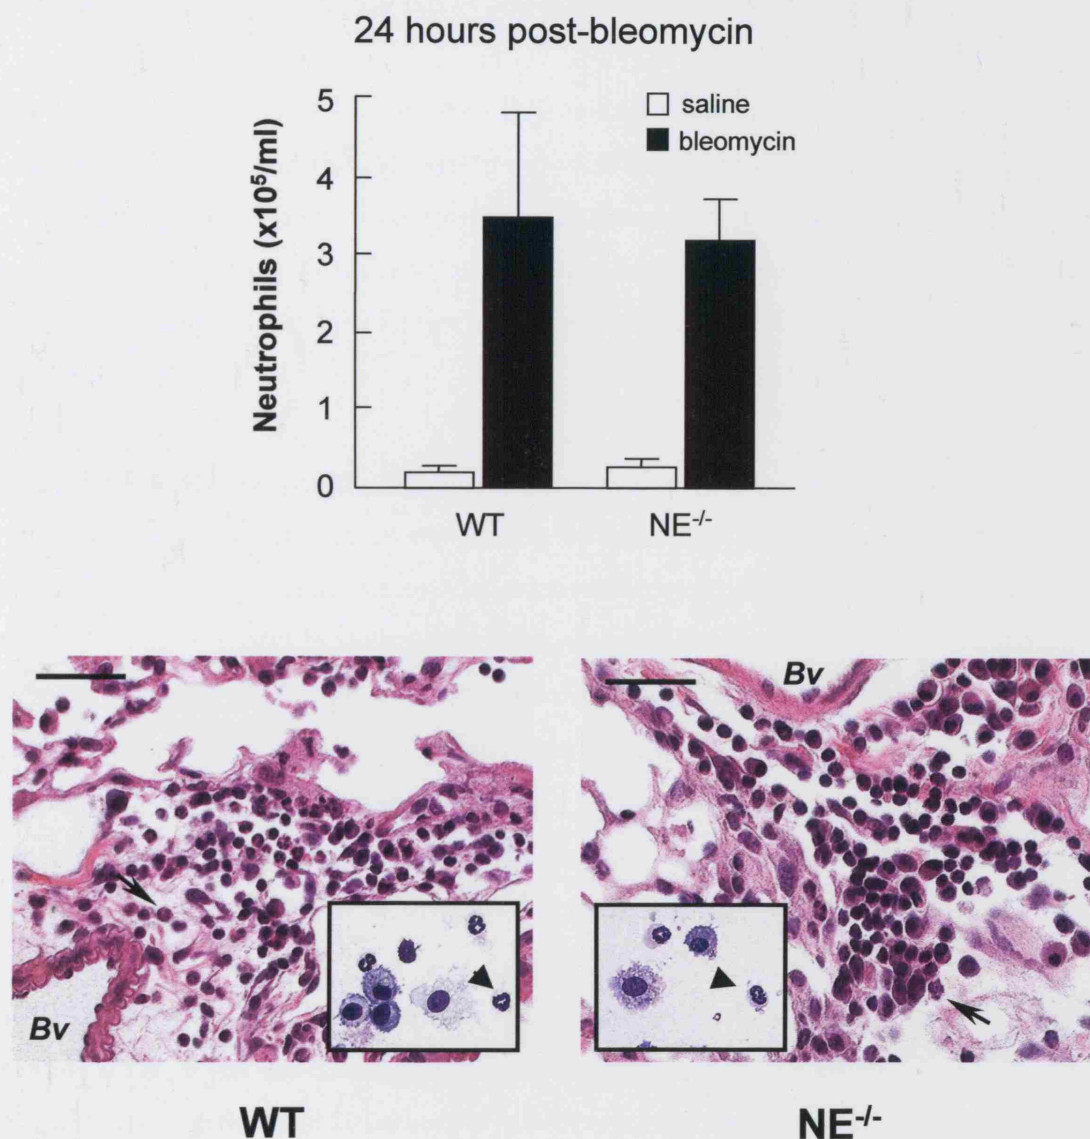 24 hours post-bleomycin
saline
bleomycin
Neutrophils (x10⁵/ml)
5
4
3
2
1
0
WT
NE⁻/⁻
Bv
Bv
WT
NE⁻/⁻